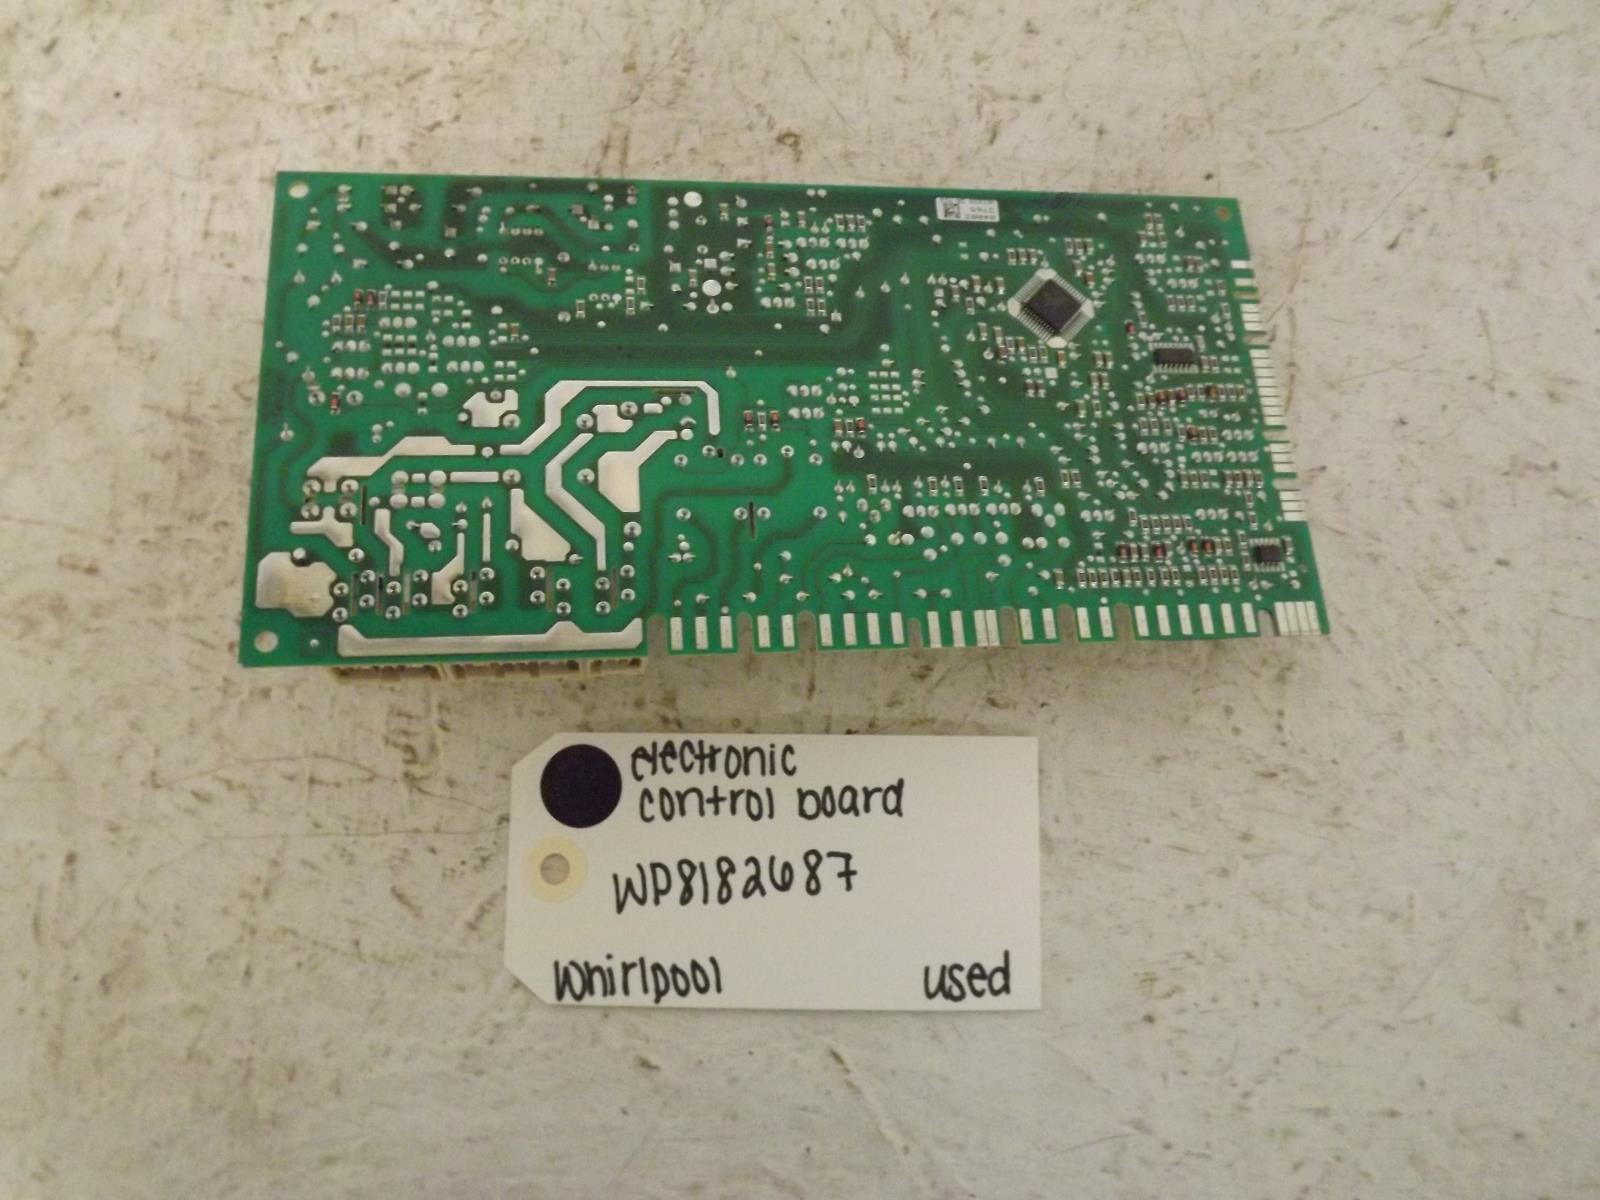 electronic
control board
WP8182687
Whirlpool used